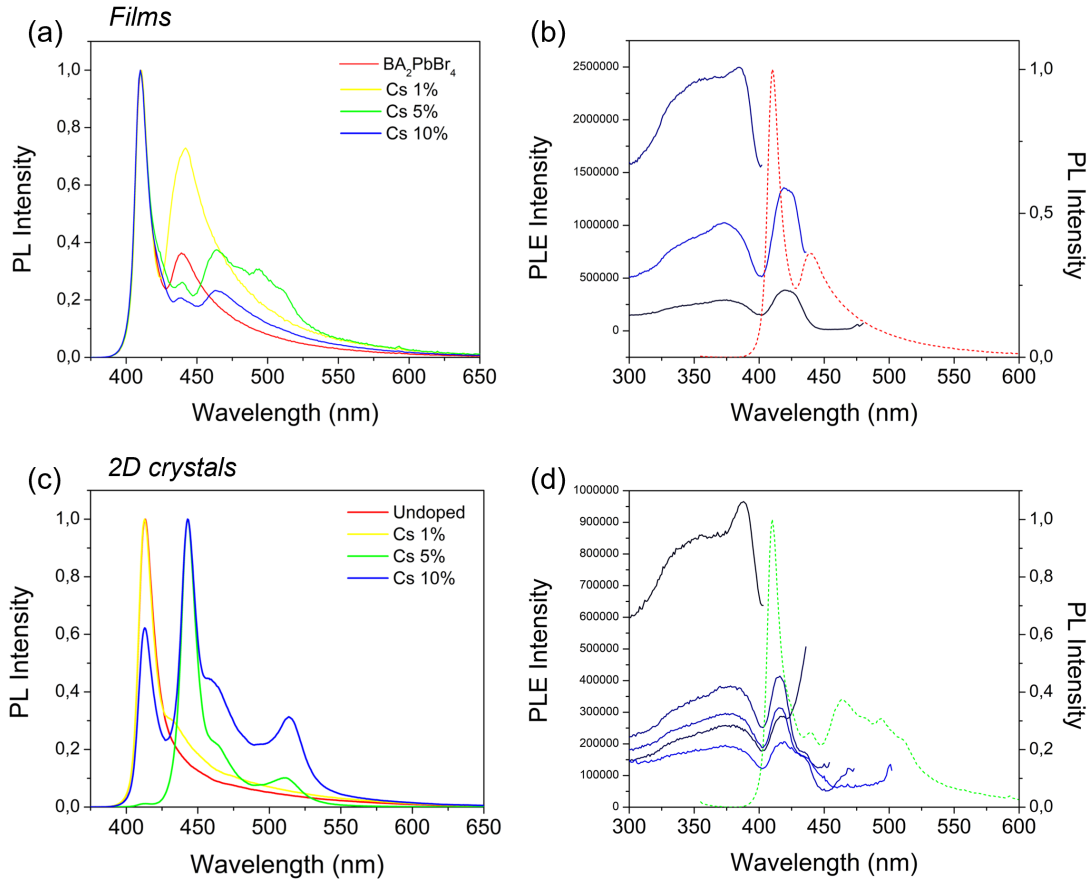 Films
(a)
1,0
0,8
0,6
0,4
0,2
0,0
PL Intensity
400
450
500
550
600
650
Wavelength (nm)
BA₂PbBr₄
Cs 1%
Cs 5%
Cs 10%
(b)
2500000
2000000
1500000
1000000
500000
0
PLE Intensity
1,0
0,5
0,0
PL Intensity
300
350
400
450
500
550
600
Wavelength (nm)
2D crystals
(c)
1,0
0,8
0,6
0,4
0,2
0,0
PL Intensity
400
450
500
550
600
650
Wavelength (nm)
Undoped
Cs 1%
Cs 5%
Cs 10%
(d)
1000000
900000
800000
700000
600000
500000
400000
300000
200000
100000
0
PLE Intensity
1,0
0,8
0,6
0,4
0,2
0,0
PL Intensity
300
350
400
450
500
550
600
Wavelength (nm)